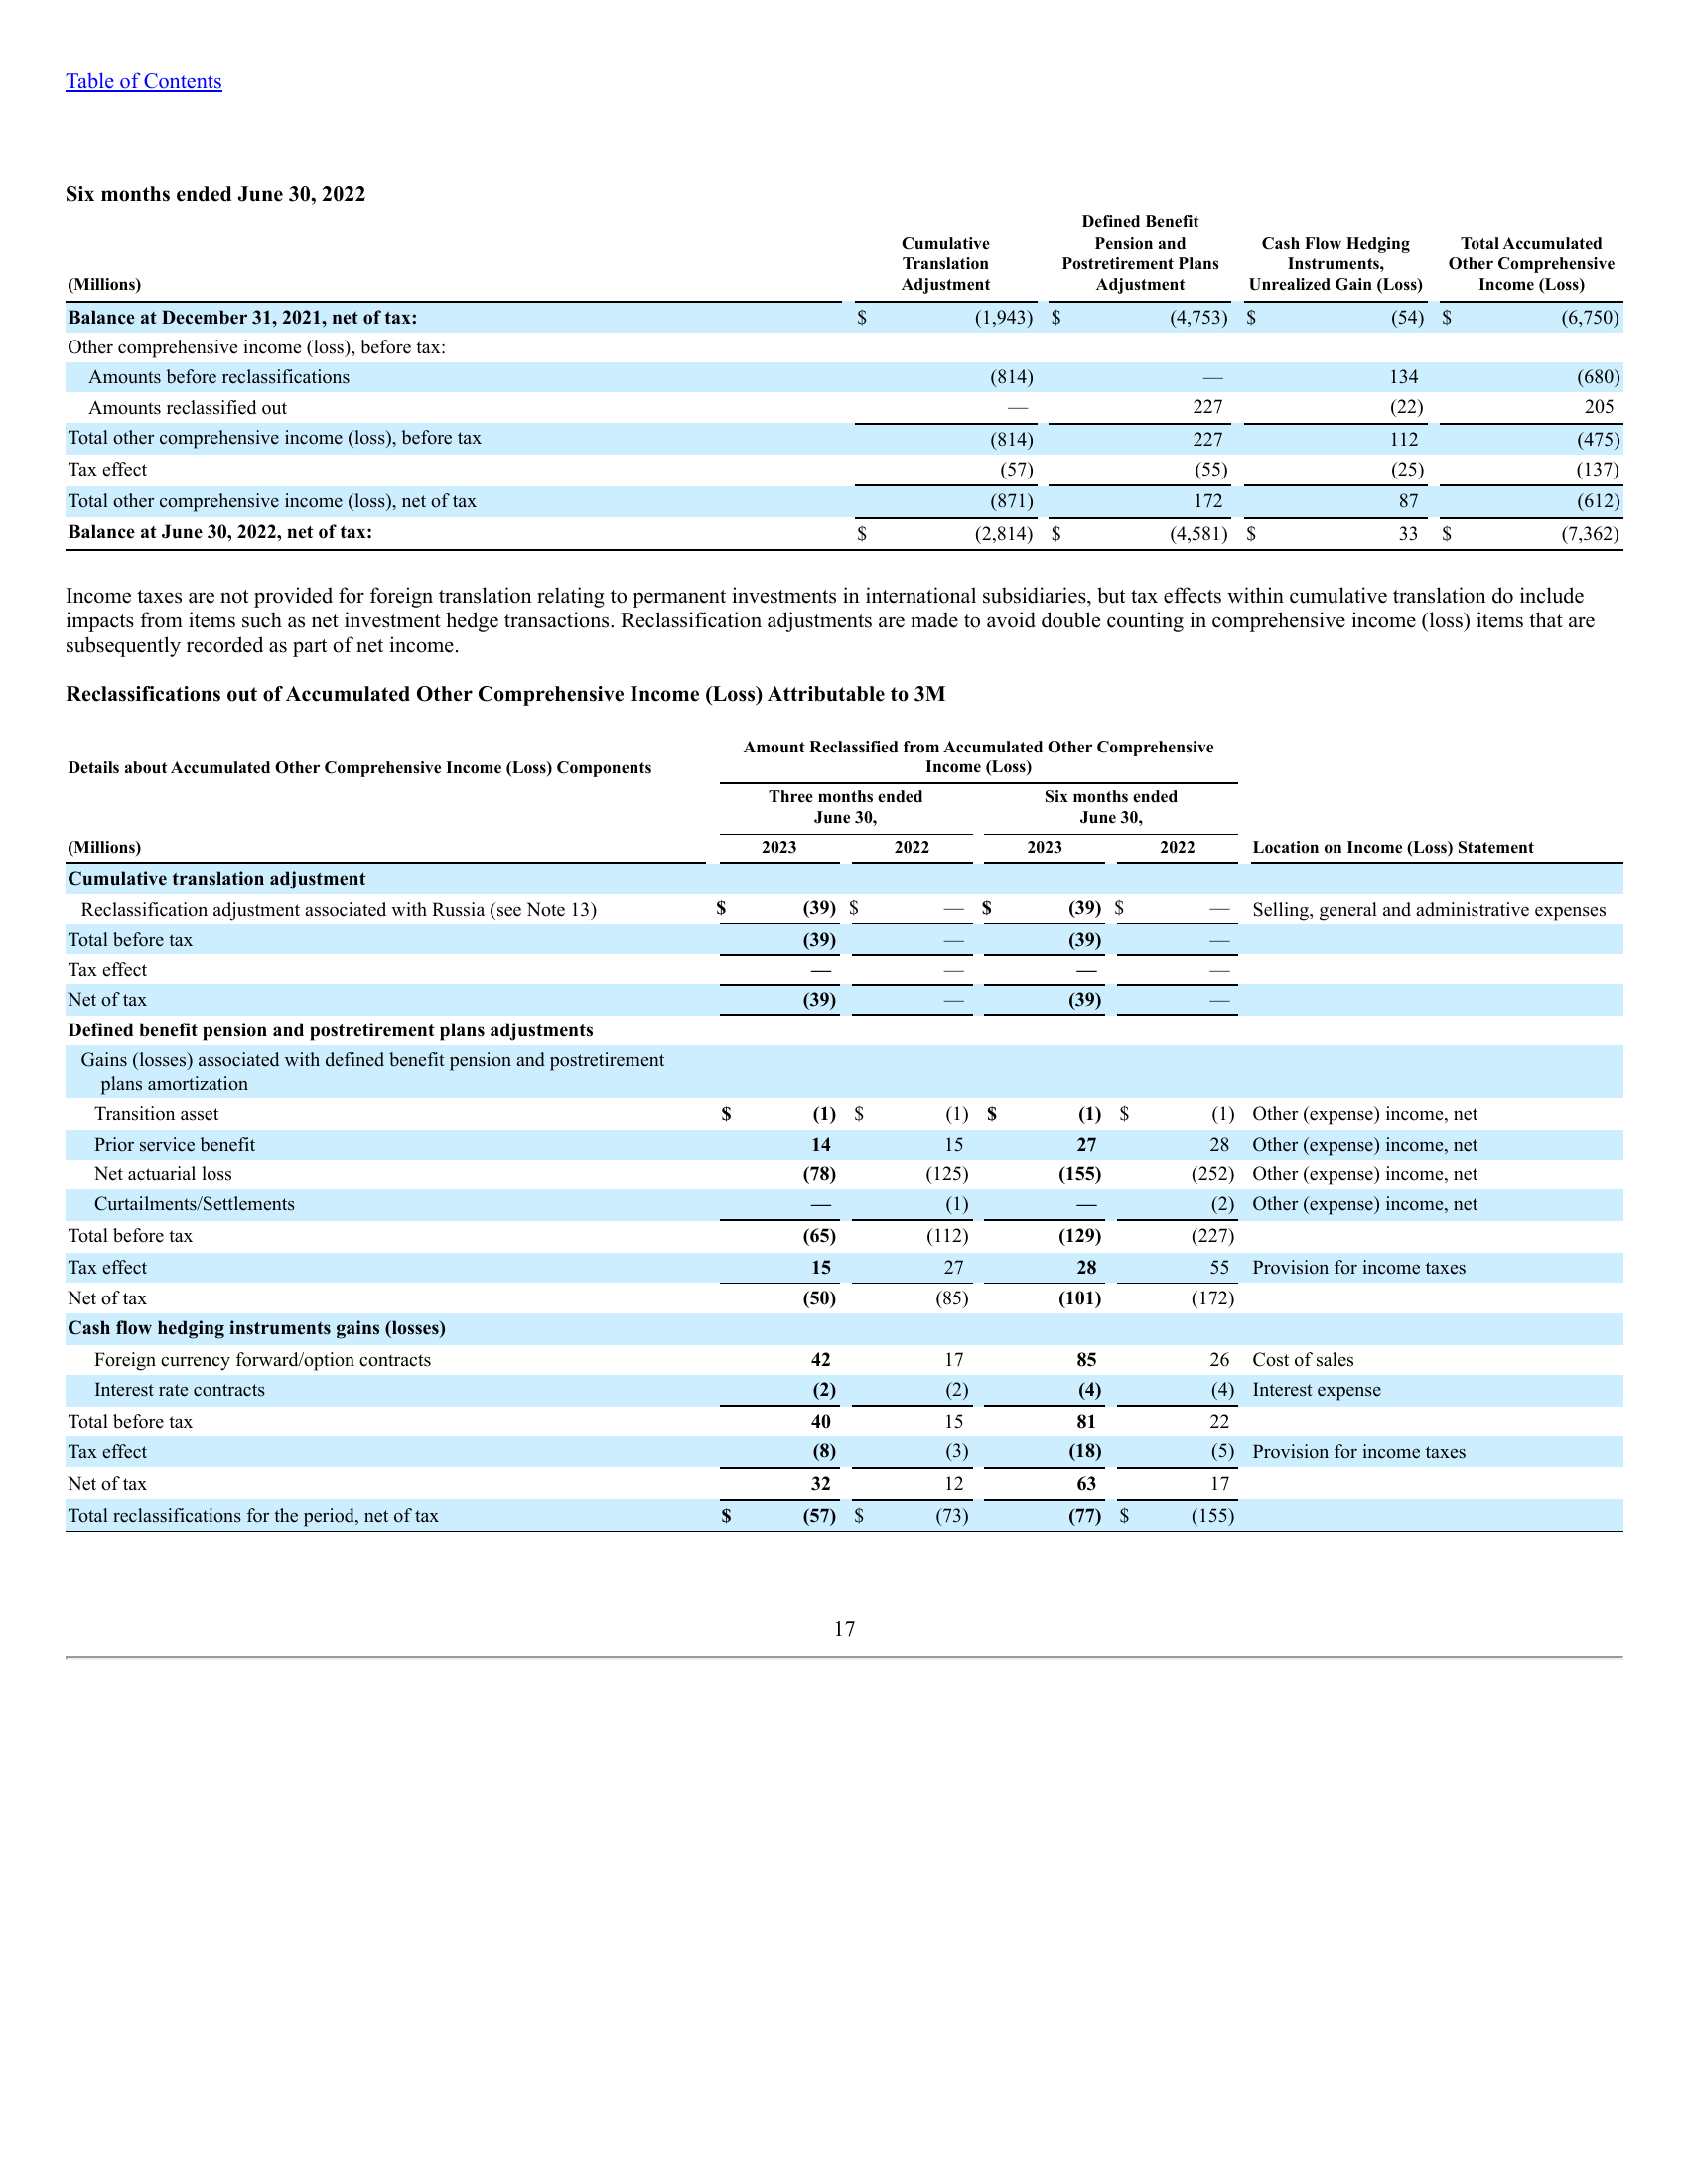 Table of Contents
Six months ended June 30, 2022
(Millions) Cumulative Translation Adjustment Defined Benefit Pension and Postretirement Plans Adjustment Cash Flow Hedging Instruments, Unrealized Gain (Loss) Total Accumulated Other Comprehensive Income (Loss)
Balance at December 31, 2021, net of tax: $ (1,943) $ (4,753) $ (54) $ (6,750)
Other comprehensive income (loss), before tax:
Amounts before reclassifications (814) — 134 (680)
Amounts reclassified out — 227 (22) 205
Total other comprehensive income (loss), before tax (814) 227 112 (475)
Tax effect (57) (55) (25) (137)
Total other comprehensive income (loss), net of tax (871) 172 87 (612)
Balance at June 30, 2022, net of tax: $ (2,814) $ (4,581) $ 33 $ (7,362)
Income taxes are not provided for foreign translation relating to permanent investments in international subsidiaries, but tax effects within cumulative translation do include
impacts from items such as net investment hedge transactions. Reclassification adjustments are made to avoid double counting in comprehensive income (loss) items that are
subsequently recorded as part of net income.
Reclassifications out of Accumulated Other Comprehensive Income (Loss) Attributable to 3M
Details about Accumulated Other Comprehensive Income (Loss) Components
Amount Reclassified from Accumulated Other Comprehensive
Income (Loss)
Three months ended Six months ended
June 30, June 30,
(Millions) 2023 2022 2023 2022 Location on Income (Loss) Statement
Cumulative translation adjustment
Reclassification adjustment associated with Russia (see Note 13) $ (39) $ — $ (39) $ — Selling, general and administrative expenses
Total before tax (39) — (39) —
Tax effect — — — —
Net of tax (39) — (39) —
Defined benefit pension and postretirement plans adjustments
Gains (losses) associated with defined benefit pension and postretirement
plans amortization
Transition asset $ (1) $ (1) $ (1) $ (1) Other (expense) income, net
Prior service benefit 14 15 27 28 Other (expense) income, net
Net actuarial loss (78) (125) (155) (252) Other (expense) income, net
Curtailments/Settlements — (1) — (2) Other (expense) income, net
Total before tax (65) (112) (129) (227)
Tax effect 15 27 28 55 Provision for income taxes
Net of tax (50) (85) (101) (172)
Cash flow hedging instruments gains (losses)
Foreign currency forward/option contracts 42 17 85 26 Cost of sales
Interest rate contracts (2) (2) (4) (4) Interest expense
Total before tax 40 15 81 22
Tax effect (8) (3) (18) (5) Provision for income taxes
Net of tax 32 12 63 17
Total reclassifications for the period, net of tax $ (57) $ (73) (77) $ (155)
17